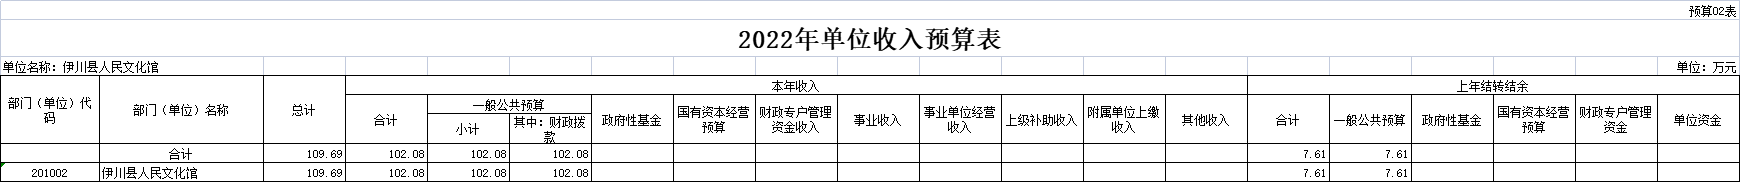 预算02表
2022年单位收入预算表
单位名称：伊川县人民文化馆 单位：万元
部门（单位）代码 部门（单位）名称 总计 本年收入 上年结转结余
合计 一般公共预算 政府性基金 国有资本经营预算 财政专户管理资金收入 事业收入 事业单位经营收入 上级补助收入 附属单位上缴收入 其他收入 合计 一般公共预算 政府性基金 国有资本经营预算 财政专户管理资金 单位资金
小计 其中：财政拨款
合计 109.69 102.08 102.08 102.08 7.61 7.61
201002 伊川县人民文化馆 109.69 102.08 102.08 102.08 7.61 7.61